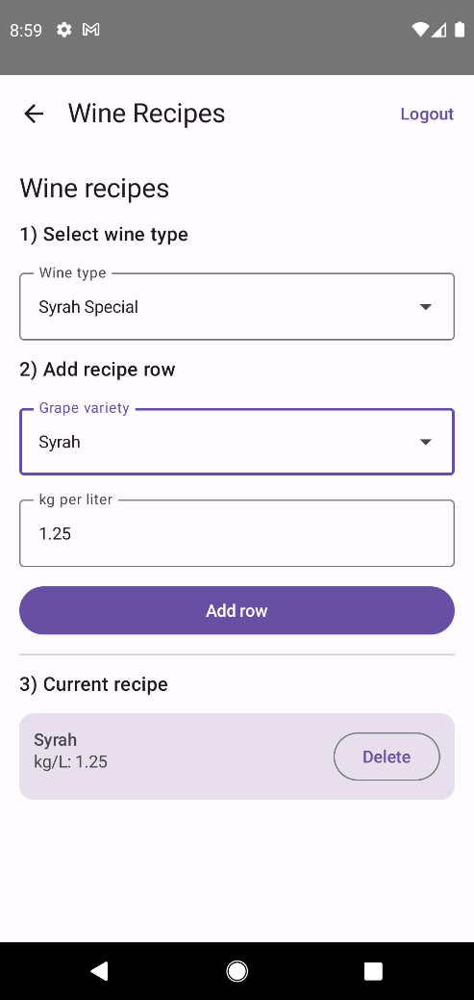 8:59
Wine Recipes
Logout
Wine recipes
1) Select wine type
Wine type
Syrah Special
2) Add recipe row
Grape variety
Syrah
kg per liter
1.25
Add row
3) Current recipe
Syrah
kg/L: 1.25
Delete